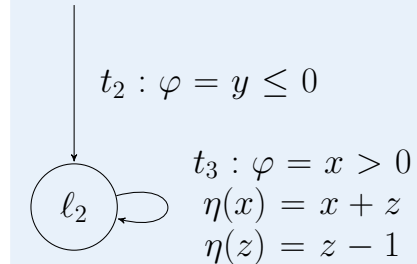 t₂ : φ = y ≤ 0
t₃ : φ = x > 0
ℓ₂
η(x) = x + z
η(z) = z − 1